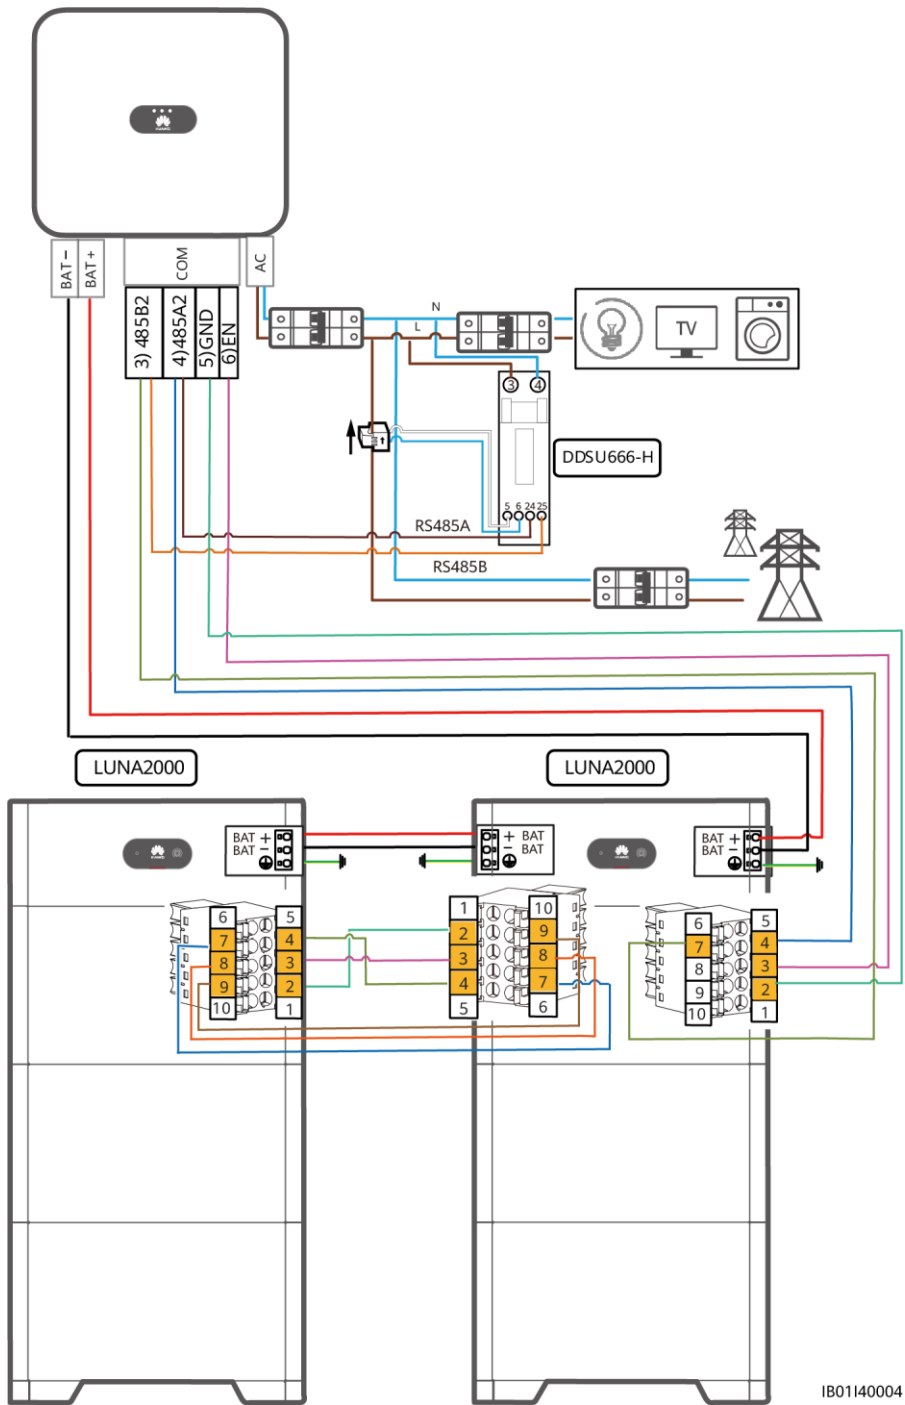 BAT −
BAT +
COM
AC
3) 485B2
4) 485A2
5)GND
6)EN
N
L
TV
3
4
DDSU666-H
5 6 24 25
RS485A
RS485B
LUNA2000
LUNA2000
BAT +
BAT −
+ BAT
− BAT
BAT +
BAT −
6
7
8
9
10
5
4
3
2
1
1
2
3
4
5
10
9
8
7
6
6
7
8
9
10
5
4
3
2
1
IB01I40004